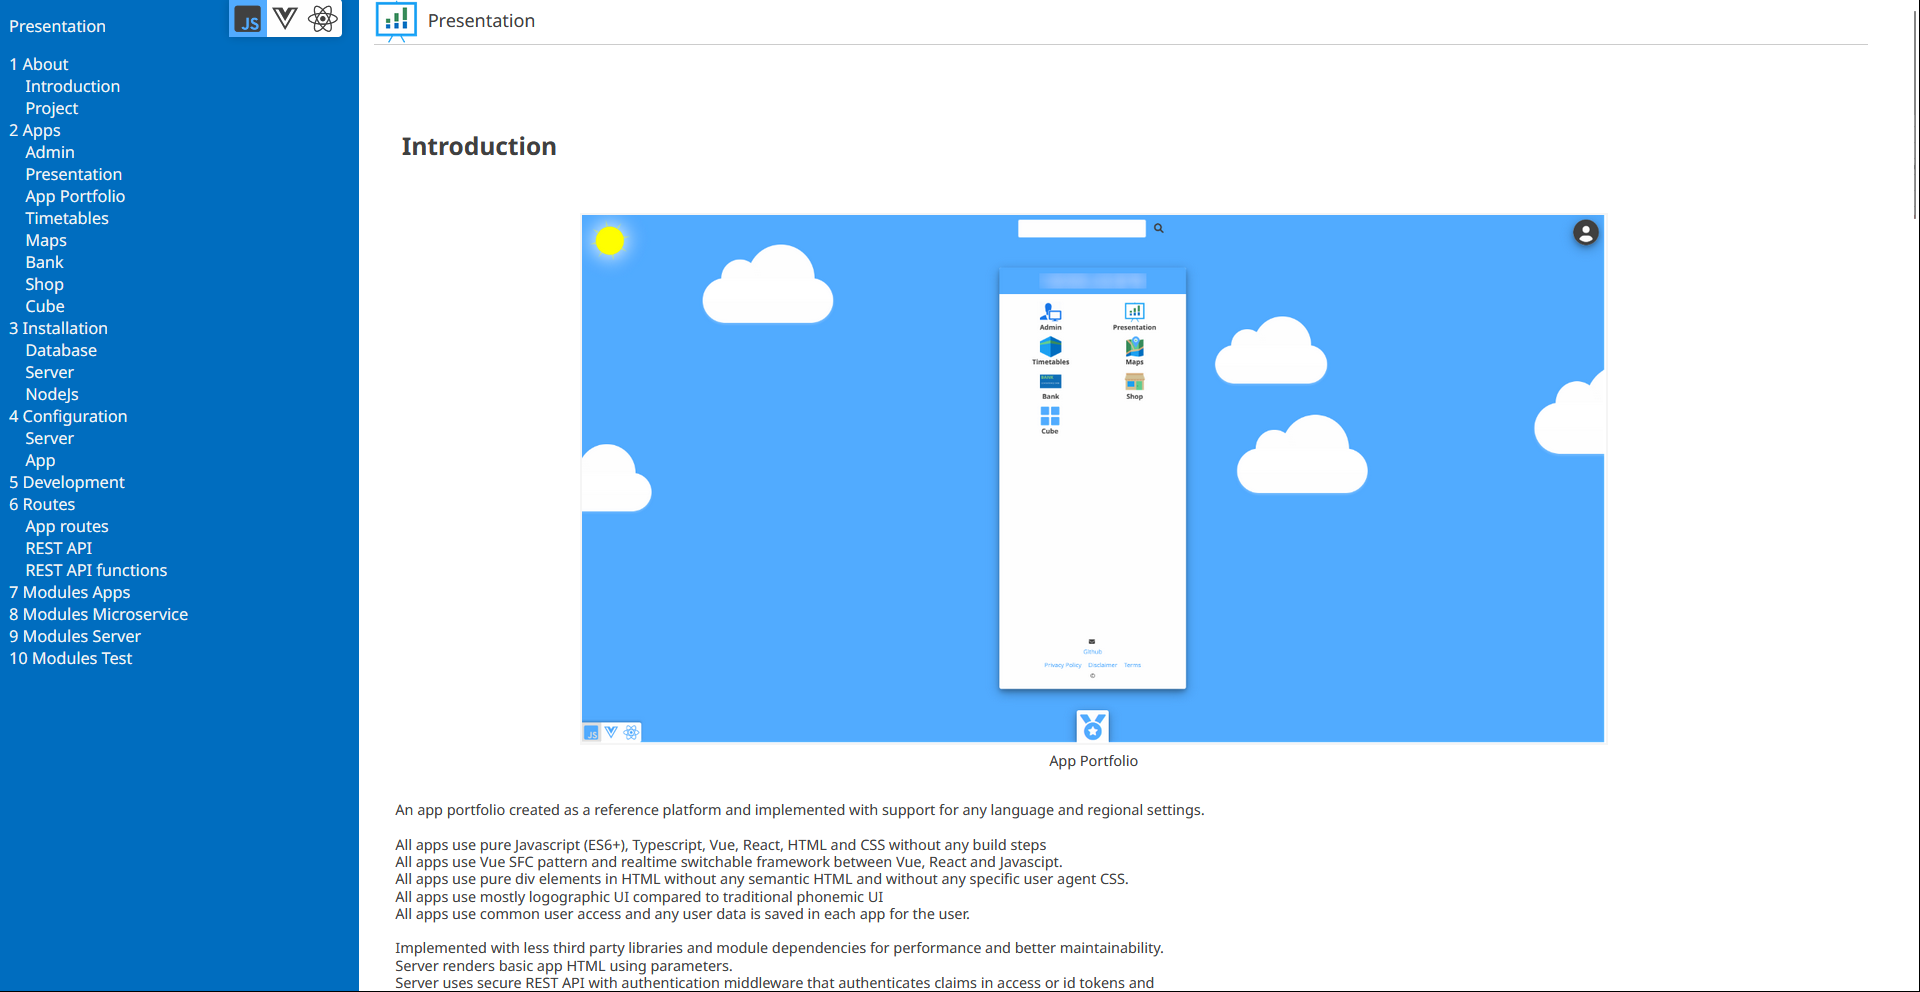 Presentation
JS
1 About
Introduction
Project
2 Apps
Admin
Presentation
App Portfolio
Timetables
Maps
Bank
Shop
Cube
3 Installation
Database
Server
NodeJs
4 Configuration
Server
App
5 Development
6 Routes
App routes
REST API
REST API functions
7 Modules Apps
8 Modules Microservice
9 Modules Server
10 Modules Test
Presentation
Introduction
Admin
Presentation
Timetables
Maps
Bank
Shop
Cube
Github
Privacy Policy Disclaimer Terms
©
JS
App Portfolio
An app portfolio created as a reference platform and implemented with support for any language and regional settings.
All apps use pure Javascript (ES6+), Typescript, Vue, React, HTML and CSS without any build steps
All apps use Vue SFC pattern and realtime switchable framework between Vue, React and Javascipt.
All apps use pure div elements in HTML without any semantic HTML and without any specific user agent CSS.
All apps use mostly logographic UI compared to traditional phonemic UI
All apps use common user access and any user data is saved in each app for the user.
Implemented with less third party libraries and module dependencies for performance and better maintainability.
Server renders basic app HTML using parameters.
Server uses secure REST API with authentication middleware that authenticates claims in access or id tokens and